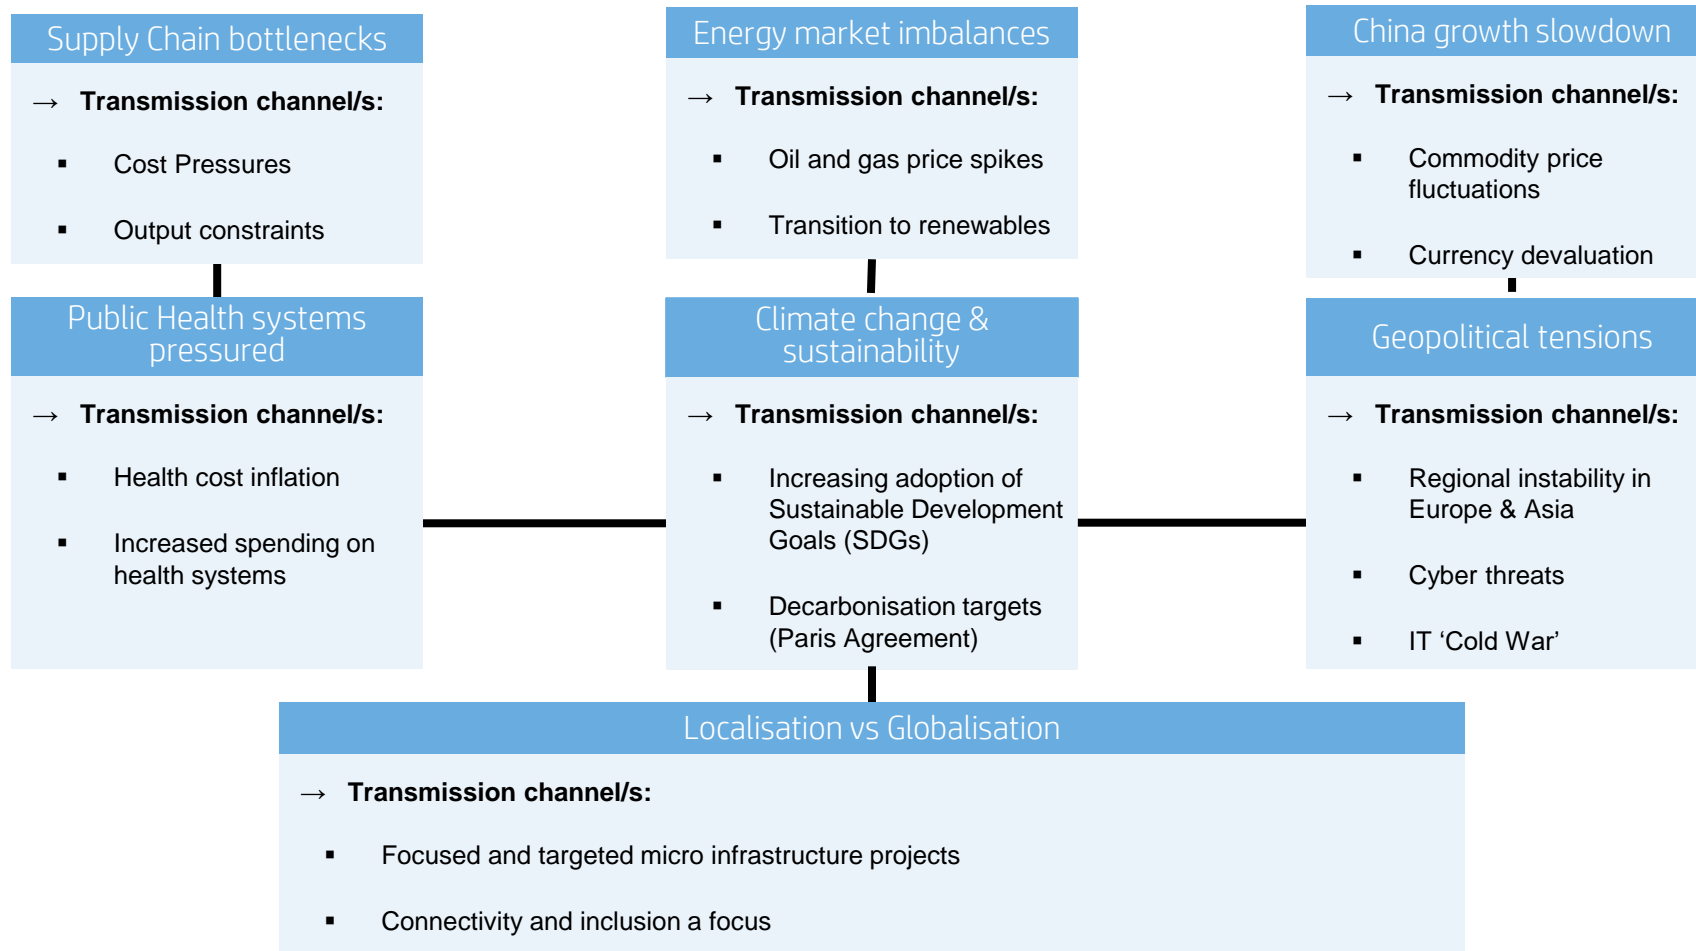 Supply Chain bottlenecks
→ Transmission channel/s:
▪ Cost Pressures
▪ Output constraints
Energy market imbalances
→ Transmission channel/s:
▪ Oil and gas price spikes
▪ Transition to renewables
China growth slowdown
→ Transmission channel/s:
▪ Commodity price
fluctuations
▪ Currency devaluation
Public Health systems
pressured
→ Transmission channel/s:
▪ Health cost inflation
▪ Increased spending on
health systems
Climate change &
sustainability
→ Transmission channel/s:
▪ Increasing adoption of
Sustainable Development
Goals (SDGs)
▪ Decarbonisation targets
(Paris Agreement)
Geopolitical tensions
→ Transmission channel/s:
▪ Regional instability in
Europe & Asia
▪ Cyber threats
▪ IT ‘Cold War’
Localisation vs Globalisation
→ Transmission channel/s:
▪ Focused and targeted micro infrastructure projects
▪ Connectivity and inclusion a focus